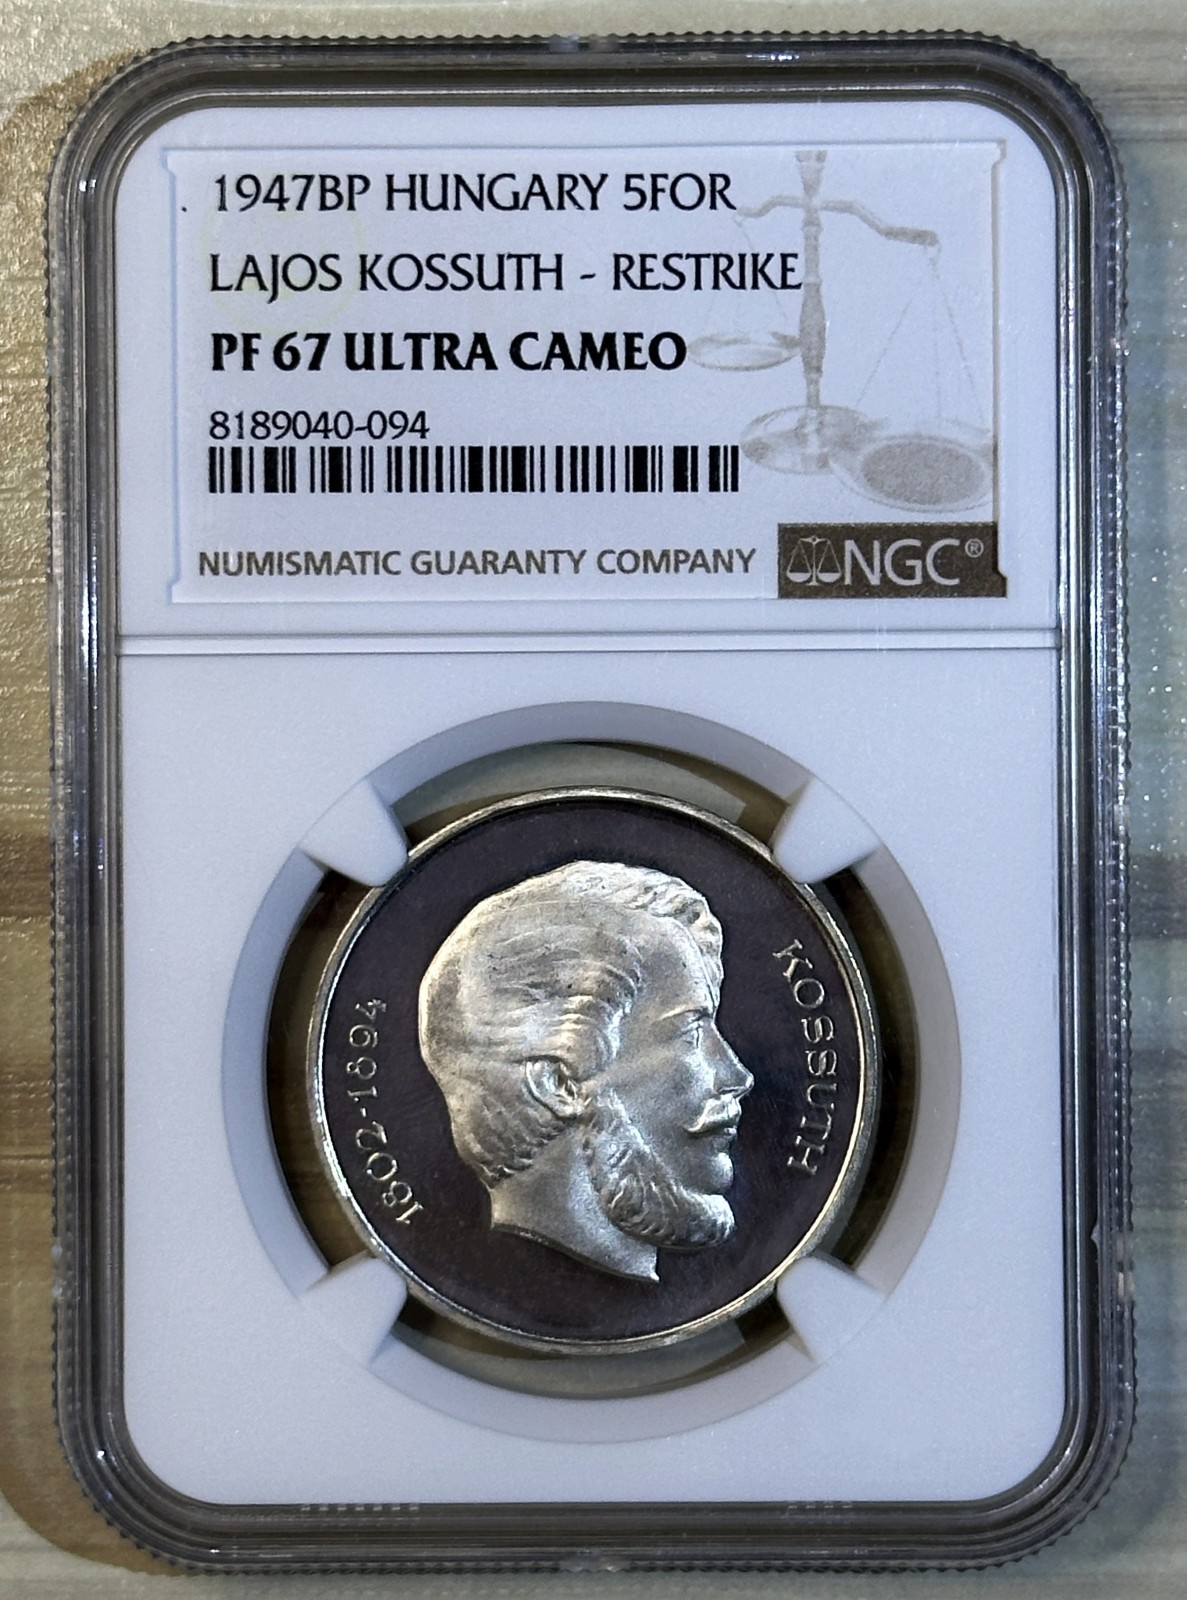 1947BP HUNGARY 5FOR
LAJOS KOSSUTH - RESTRIKE
PF 67 ULTRA CAMEO
8189040-094
NUMISMATIC GUARANTY COMPANY
NGC®
1802-1894
KOSSUTH